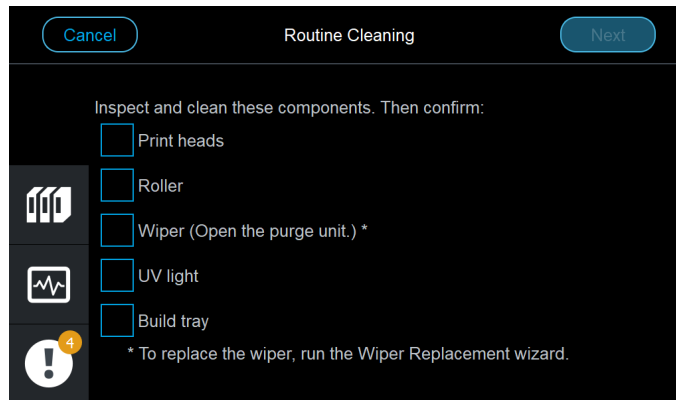 Cancel
Routine Cleaning
Next
Inspect and clean these components. Then confirm:
Print heads
Roller
Wiper (Open the purge unit.) *
UV light
Build tray
4
* To replace the wiper, run the Wiper Replacement wizard.